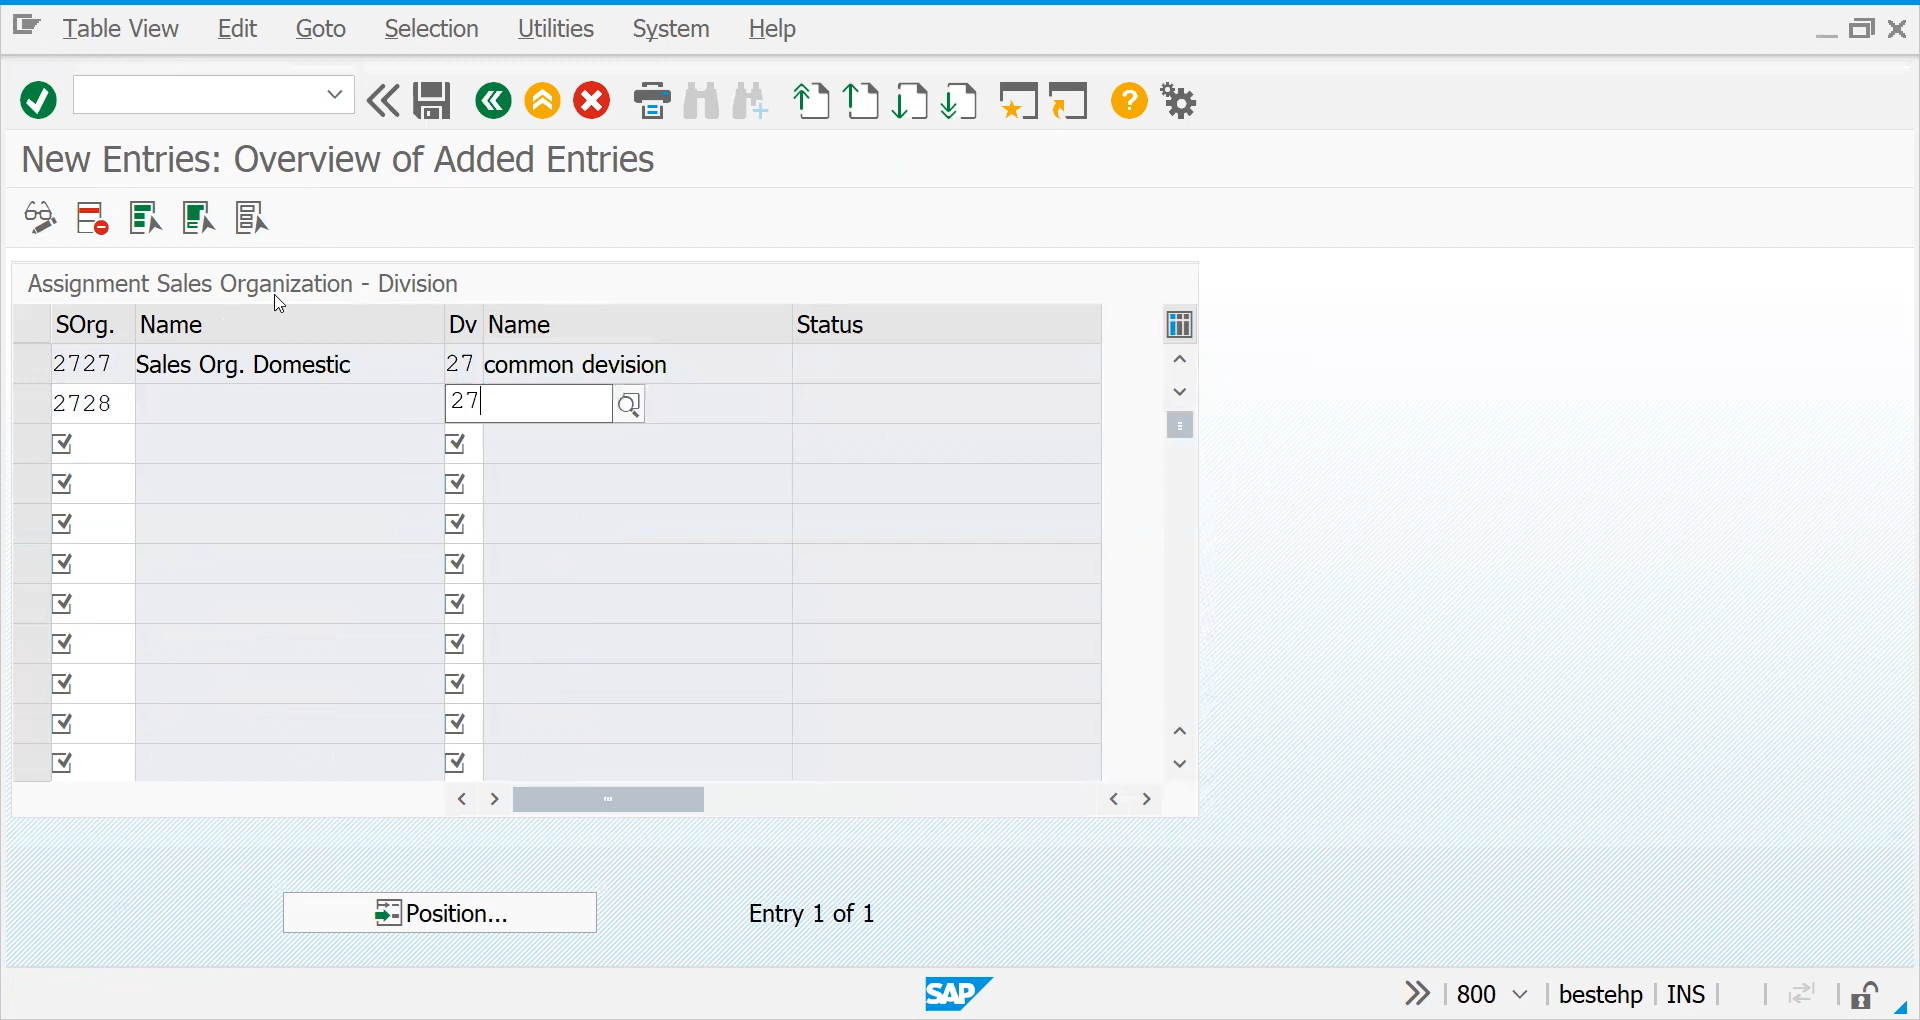 Table View Edit Goto Selection Utilities System Help
New Entries: Overview of Added Entries
Assignment Sales Organization - Division
SOrg. Name Dv Name Status
2727 Sales Org. Domestic 27 common devision
2728 27
Position... Entry 1 of 1
SAP 800 bestehp INS